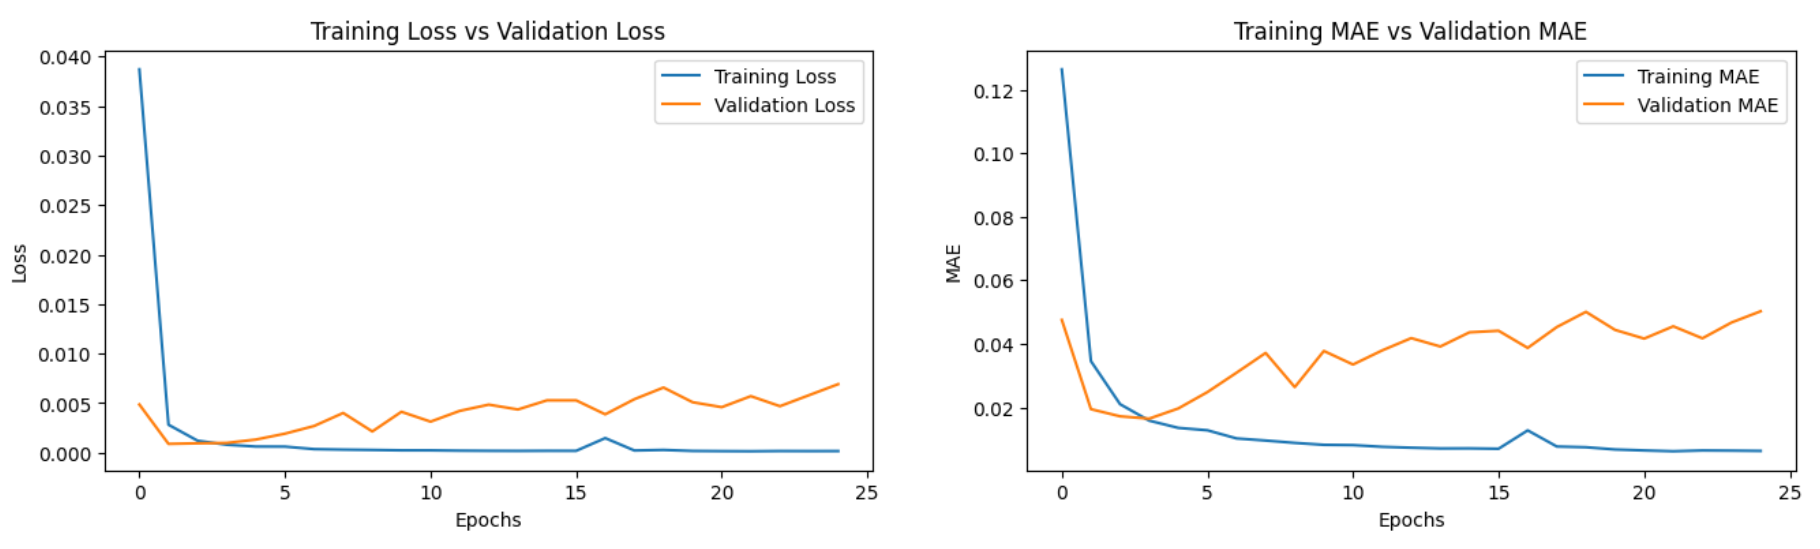 Training Loss vs Validation Loss
0.040
0.035
0.030
0.025
0.020
0.015
0.010
0.005
0.000
Loss
Training Loss
Validation Loss
0 5 10 15 20 25
Epochs
Training MAE vs Validation MAE
0.12
0.10
0.08
0.06
0.04
0.02
MAE
Training MAE
Validation MAE
0 5 10 15 20 25
Epochs